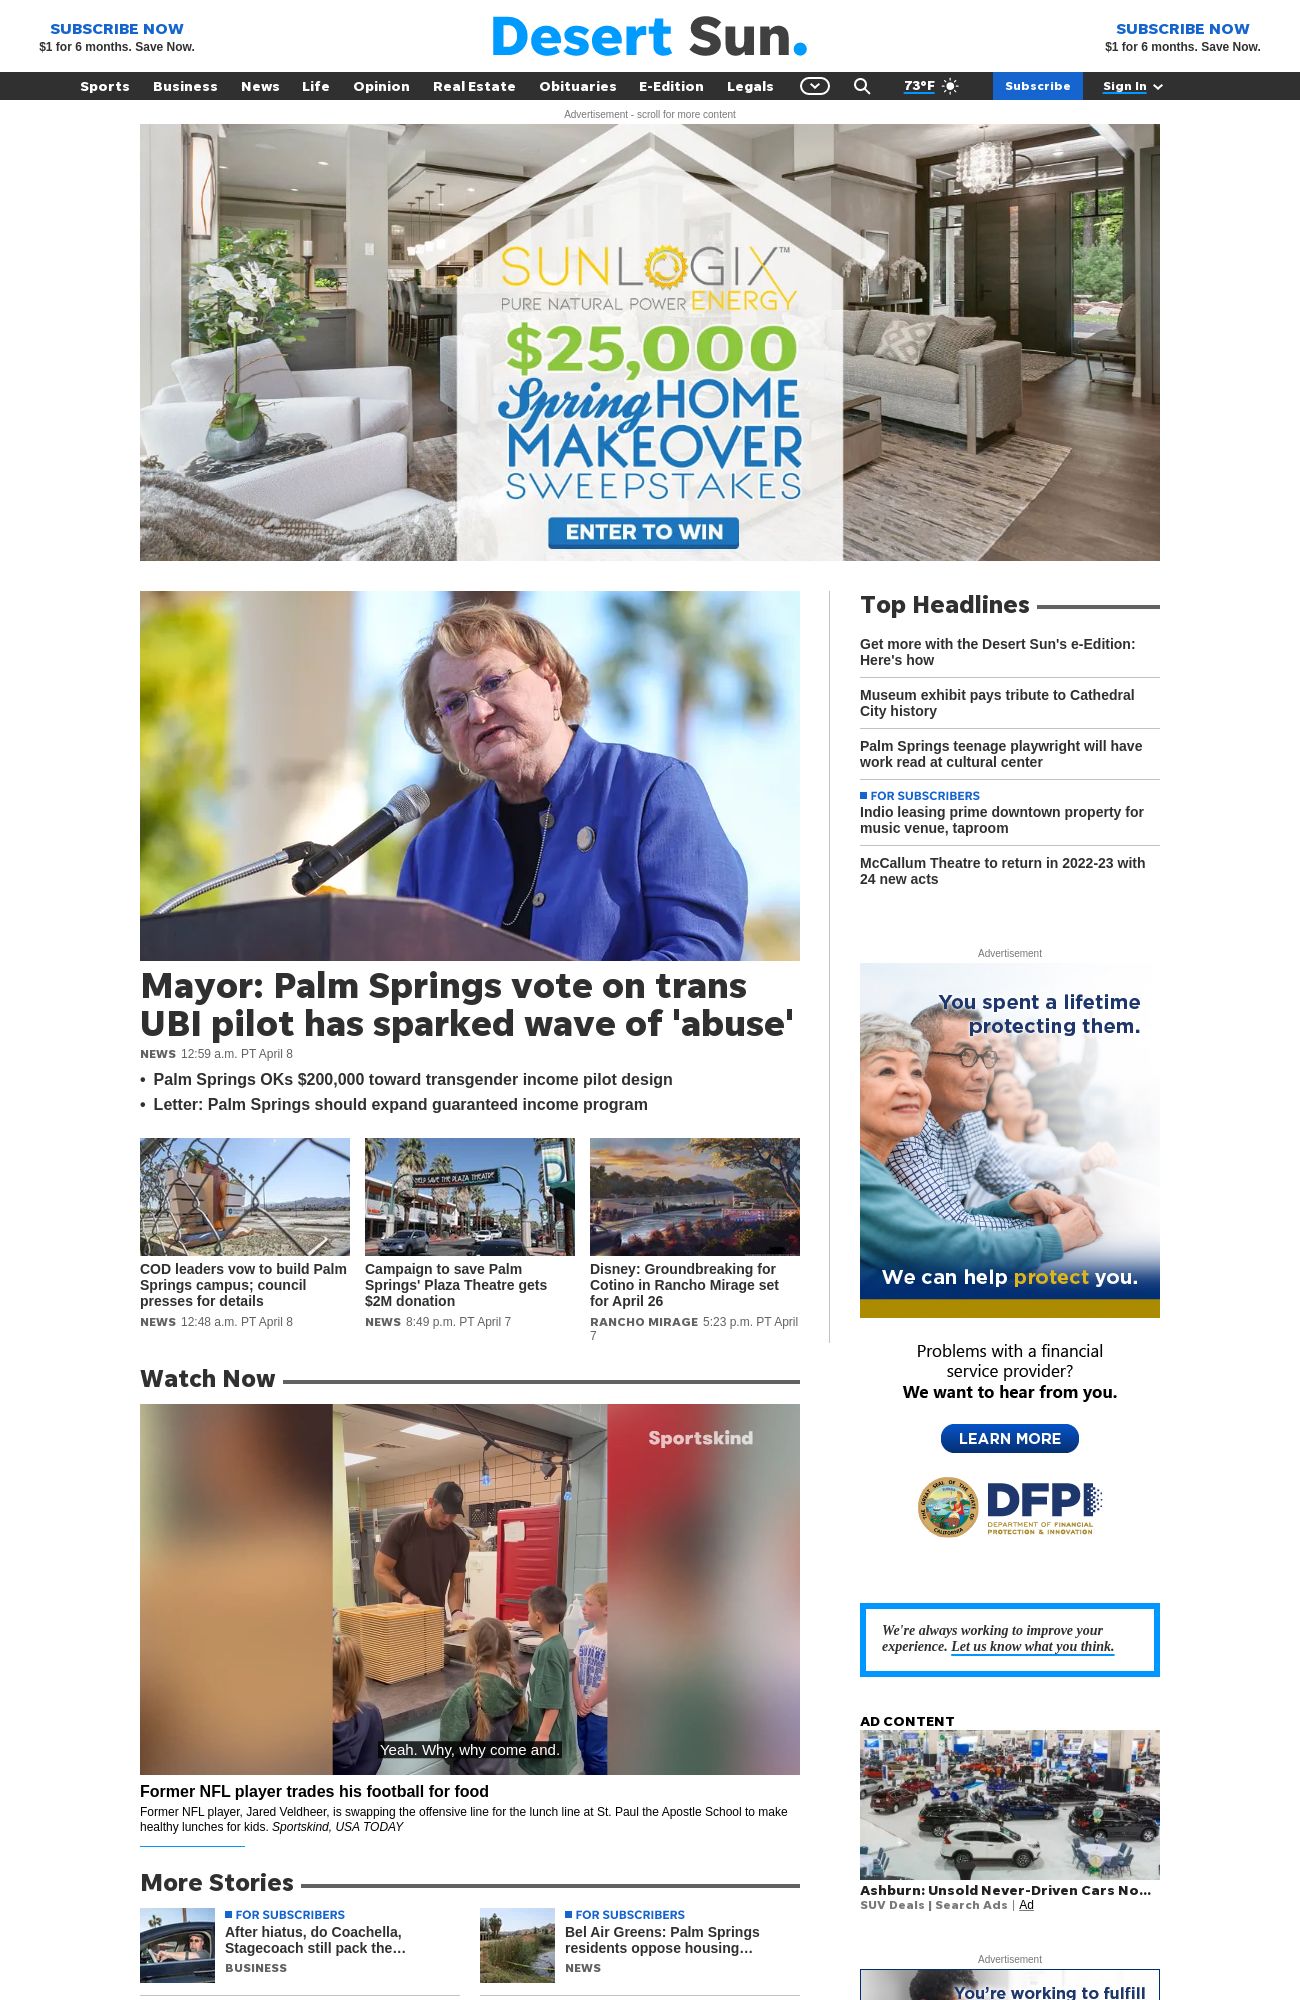 SUBSCRIBE NOW
$1 for 6 months. Save Now.
Desert Sun.
SUBSCRIBE NOW
$1 for 6 months. Save Now.
Sports Business News Life Opinion Real Estate Obituaries E-Edition Legals 73°F Subscribe Sign In
Advertisement - scroll for more content
SUNLOGIX™
PURE NATURAL POWER ENERGY
$25,000
Spring HOME
MAKEOVER
SWEEPSTAKES
ENTER TO WIN
Mayor: Palm Springs vote on trans
UBI pilot has sparked wave of 'abuse'
NEWS 12:59 a.m. PT April 8
• Palm Springs OKs $200,000 toward transgender income pilot design
• Letter: Palm Springs should expand guaranteed income program
HELP SAVE THE PLAZA THEATRE
COD leaders vow to build Palm
Springs campus; council
presses for details
NEWS 12:48 a.m. PT April 8
Campaign to save Palm
Springs' Plaza Theatre gets
$2M donation
NEWS 8:49 p.m. PT April 7
Disney: Groundbreaking for
Cotino in Rancho Mirage set
for April 26
RANCHO MIRAGE 5:23 p.m. PT April
7
Watch Now
Sportskind
Yeah. Why, why come and.
Former NFL player trades his football for food
Former NFL player, Jared Veldheer, is swapping the offensive line for the lunch line at St. Paul the Apostle School to make
healthy lunches for kids. Sportskind, USA TODAY
More Stories
FOR SUBSCRIBERS
After hiatus, do Coachella,
Stagecoach still pack the…
BUSINESS
FOR SUBSCRIBERS
Bel Air Greens: Palm Springs
residents oppose housing…
NEWS
Top Headlines
Get more with the Desert Sun's e-Edition:
Here's how
Museum exhibit pays tribute to Cathedral
City history
Palm Springs teenage playwright will have
work read at cultural center
FOR SUBSCRIBERS
Indio leasing prime downtown property for
music venue, taproom
McCallum Theatre to return in 2022-23 with
24 new acts
Advertisement
You spent a lifetime
protecting them.
We can help protect you.
Problems with a financial
service provider?
We want to hear from you.
LEARN MORE
THE GREAT SEAL OF THE STATE OF CALIFORNIA
DFPI
DEPARTMENT OF FINANCIAL
PROTECTION & INNOVATION
We're always working to improve your
experience. Let us know what you think.
AD CONTENT
Ashburn: Unsold Never-Driven Cars No…
SUV Deals | Search Ads | Ad
Advertisement
You're working to fulfill